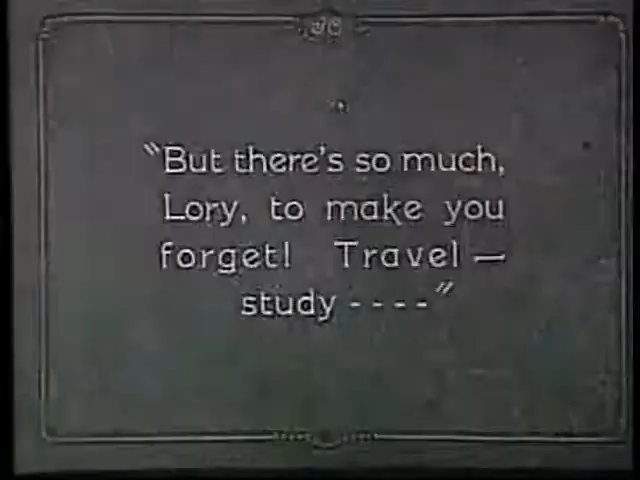 "But there's so much,
Lory, to make you
forget! Travel —
study - - - -"